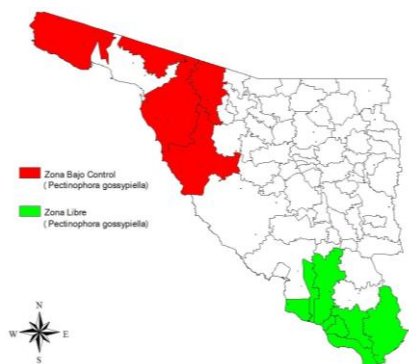 Zona Bajo Control
( Pectinophora gossypiella)
Zona Libre
( Pectinophora gossypiella)
N
W E
S